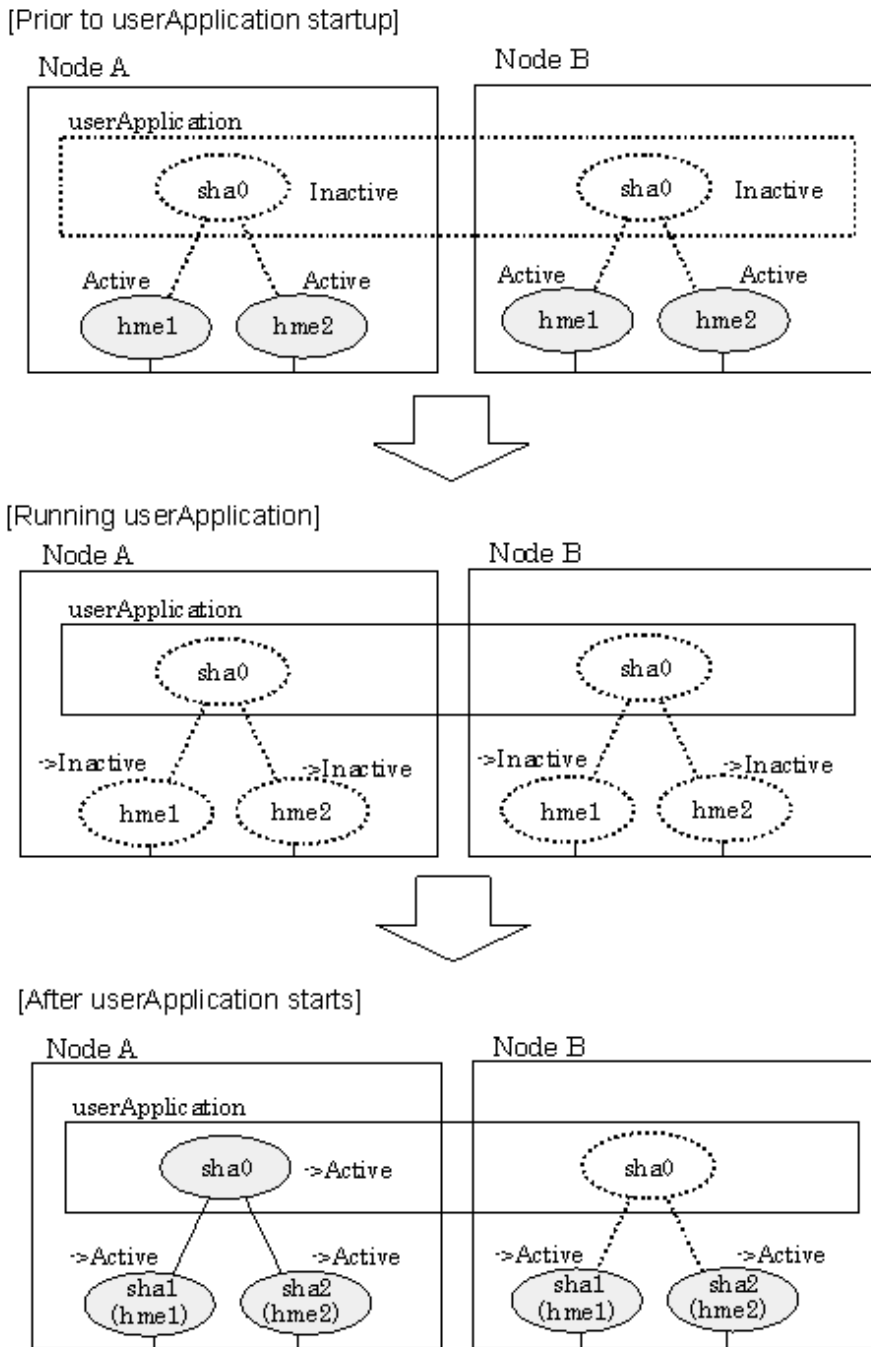 [Prior to userApplication startup]
Node A
Node B
userApplication
sha0
Inactive
sha0
Inactive
Active
Active
Active
Active
hme1
hme2
hme1
hme2
[Running userApplication]
Node A
Node B
userApplication
sha0
sha0
->Inactive
->Inactive
->Inactive
->Inactive
hme1
hme2
hme1
hme2
[After userApplication starts]
Node A
Node B
userApplication
sha0
->Active
sha0
->Active
->Active
->Active
->Active
sha1
(hme1)
sha2
(hme2)
sha1
(hme1)
sha2
(hme2)